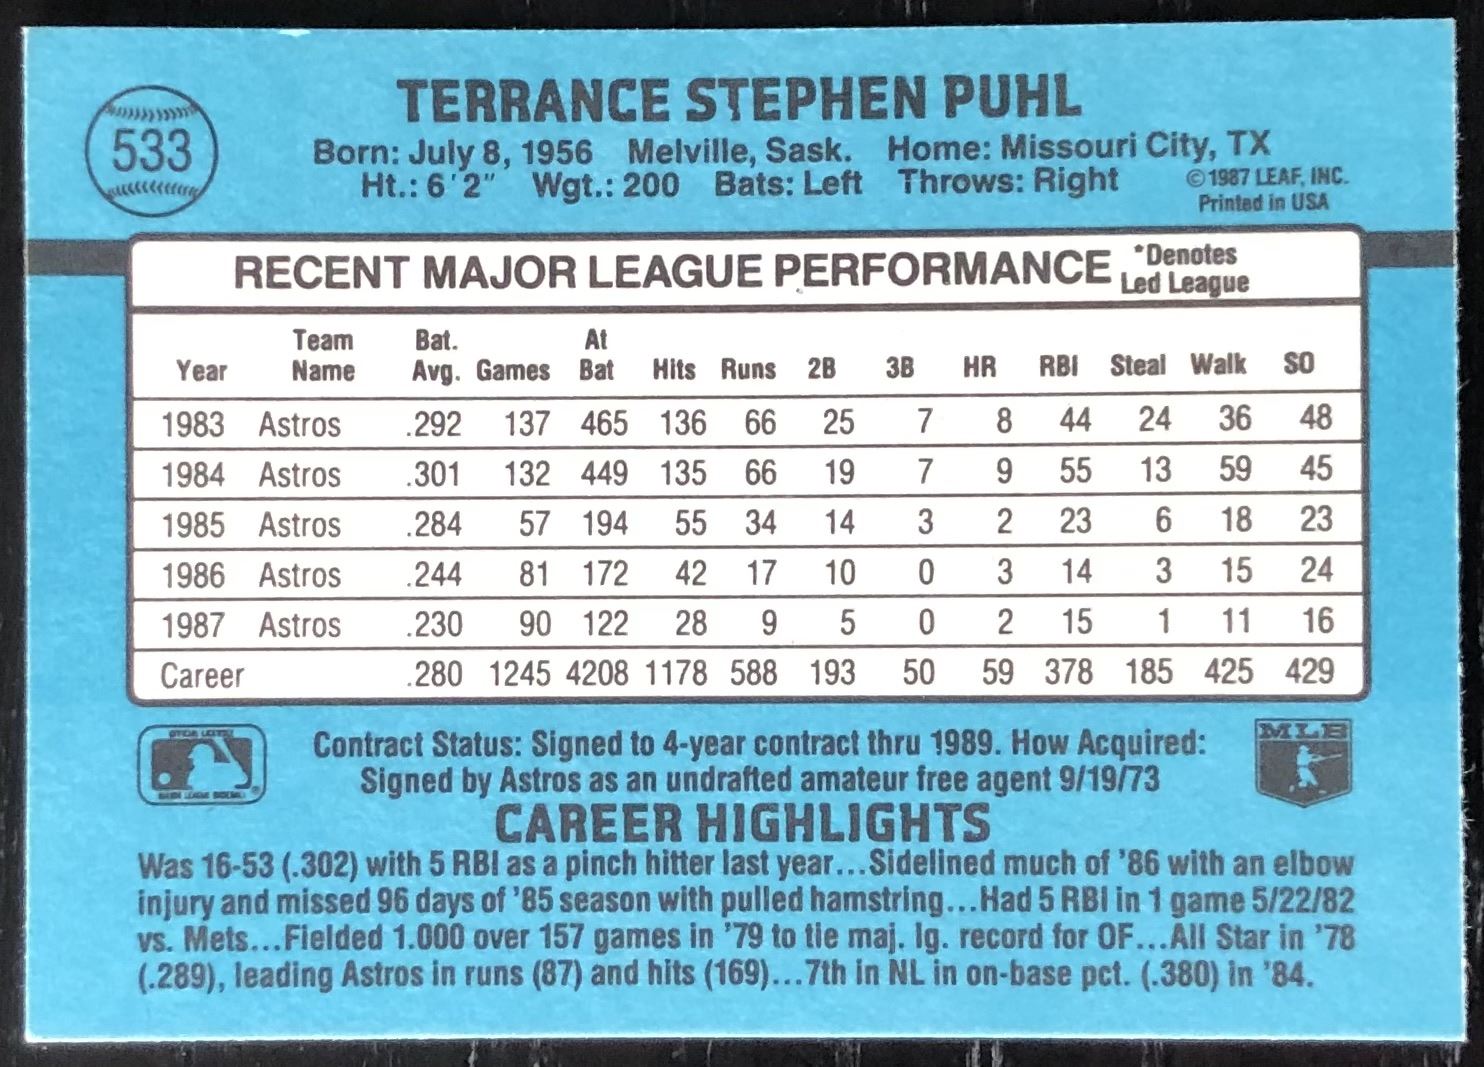 533
TERRANCE STEPHEN PUHL
Born: July 8, 1956 Melville, Sask. Home: Missouri City, TX
Ht.: 6'2" Wgt.: 200 Bats: Left Throws: Right
©1987 LEAF, INC.
Printed in USA
RECENT MAJOR LEAGUE PERFORMANCE
*Denotes
Led League
Year Team Name Bat. Avg. Games At Bat Hits Runs 2B 3B HR RBI Steal Walk SO
1983 Astros .292 137 465 136 66 25 7 8 44 24 36 48
1984 Astros .301 132 449 135 66 19 7 9 55 13 59 45
1985 Astros .284 57 194 55 34 14 3 2 23 6 18 23
1986 Astros .244 81 172 42 17 10 0 3 14 3 15 24
1987 Astros .230 90 122 28 9 5 0 2 15 1 11 16
Career .280 1245 4208 1178 588 193 50 59 378 185 425 429
Contract Status: Signed to 4-year contract thru 1989. How Acquired:
Signed by Astros as an undrafted amateur free agent 9/19/73
MLB
CAREER HIGHLIGHTS
Was 16-53 (.302) with 5 RBI as a pinch hitter last year...Sidelined much of '86 with an elbow
injury and missed 96 days of '85 season with pulled hamstring...Had 5 RBI in 1 game 5/22/82
vs. Mets...Fielded 1.000 over 157 games in '79 to tie maj. lg. record for OF...All Star in '78
(.289), leading Astros in runs (87) and hits (169)...7th in NL in on-base pct. (.380) in '84.